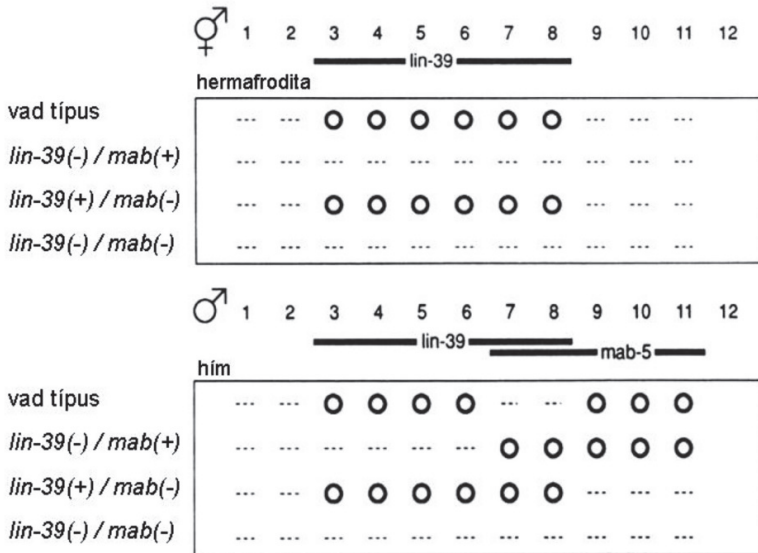 ⚥ 1 2 3 4 5 6 7 8 9 10 11 12
lin-39
hermafrodita
vad típus --- --- O O O O O O --- --- ---
lin-39(-) / mab(+) --- --- --- --- --- --- --- --- --- --- ---
lin-39(+) / mab(-) --- --- O O O O O O --- --- ---
lin-39(-) / mab(-) --- --- --- --- --- --- --- --- --- --- ---
♂ 1 2 3 4 5 6 7 8 9 10 11 12
lin-39
mab-5
hím
vad típus --- --- O O O O --- --- O O O
lin-39(-) / mab(+) --- --- --- --- --- --- O O O O O
lin-39(+) / mab(-) --- --- O O O O O O --- --- ---
lin-39(-) / mab(-) --- --- --- --- --- --- --- --- --- --- ---